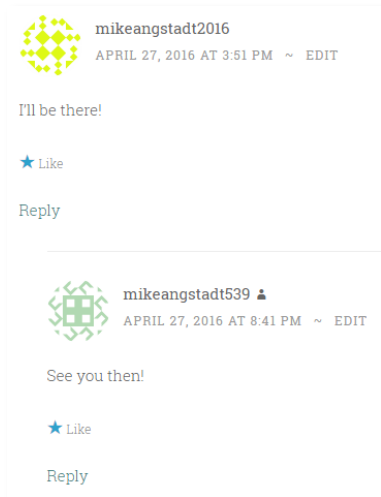 mikeangstadt2016
APRIL 27, 2016 AT 3:51 PM ~ EDIT
I'll be there!
Like
Reply
mikeangstadt539
APRIL 27, 2016 AT 8:41 PM ~ EDIT
See you then!
Like
Reply